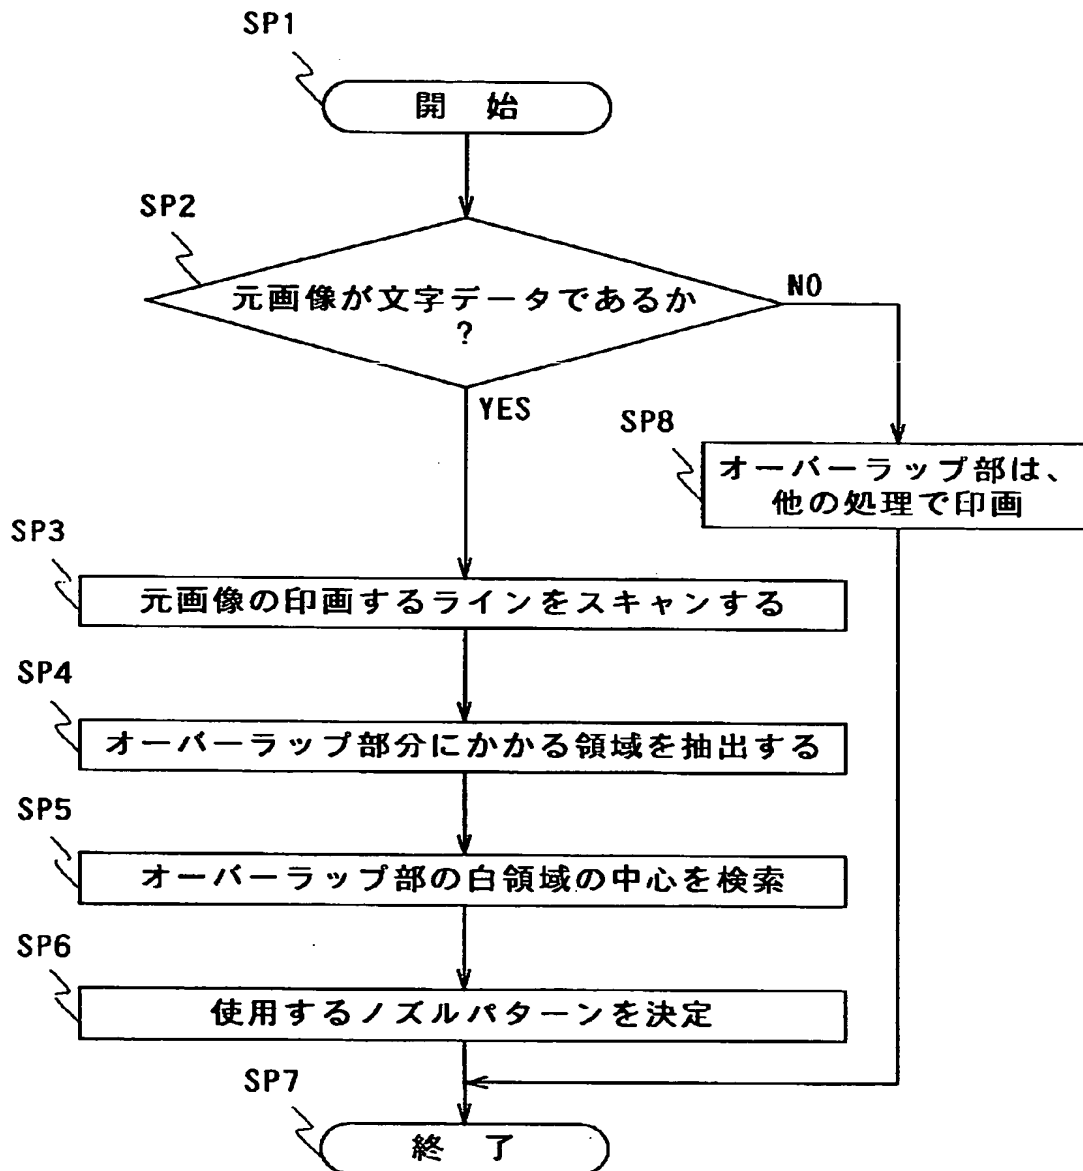 SP1
開 始
SP2
元画像が文字データであるか
?
NO
YES
SP8
オーバーラップ部は、
他の処理で印画
SP3
元画像の印画するラインをスキャンする
SP4
オーバーラップ部分にかかる領域を抽出する
SP5
オーバーラップ部の白領域の中心を検索
SP6
使用するノズルパターンを決定
SP7
終 了